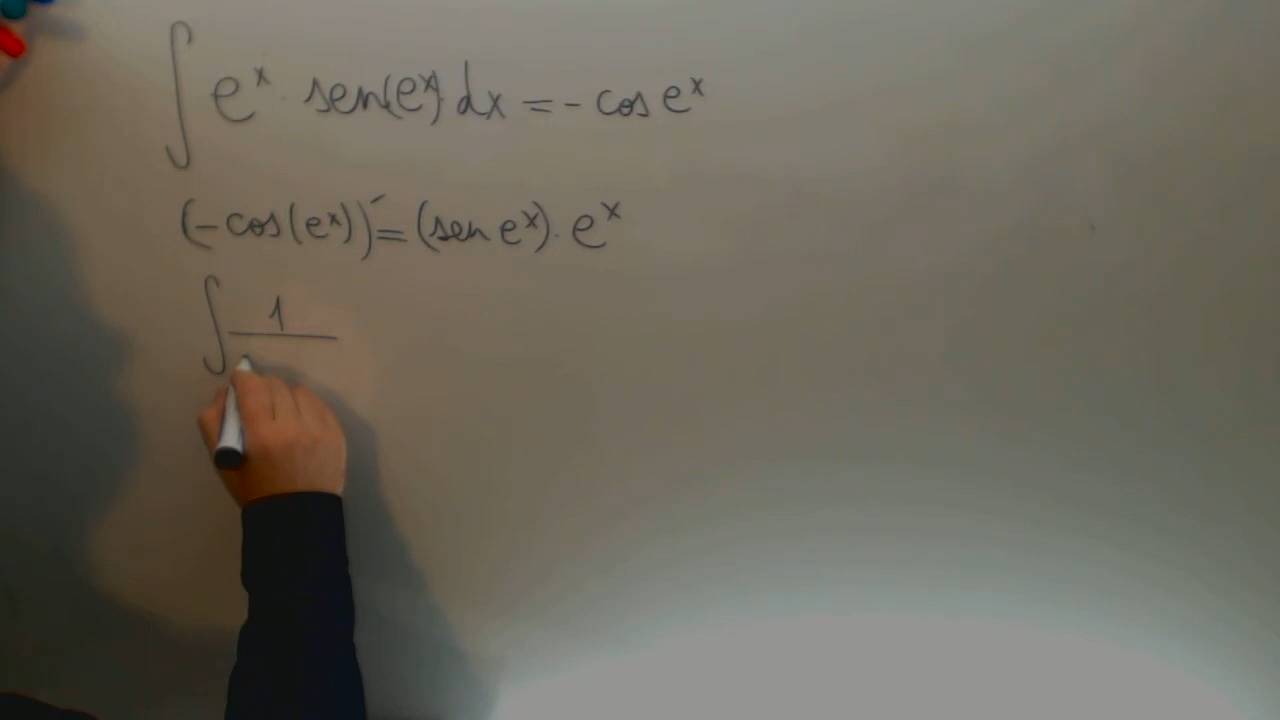 ∫ eˣ · sen(eˣ) dx = - cos eˣ
(- cos(eˣ))´ = (sen eˣ) · eˣ
∫ 1/